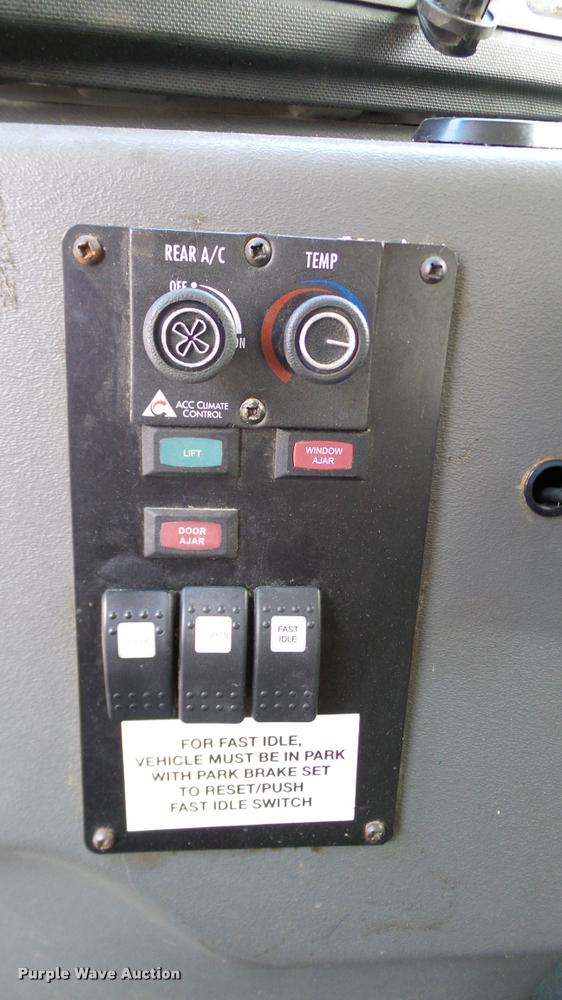 REAR A/C
TEMP
OFF
ON
ACC CLIMATE
CONTROL
LIFT
WINDOW
AJAR
DOOR
AJAR
FAST
IDLE
FOR FAST IDLE,
VEHICLE MUST BE IN PARK
WITH PARK BRAKE SET
TO RESET/PUSH
FAST IDLE SWITCH
Purple Wave Auction